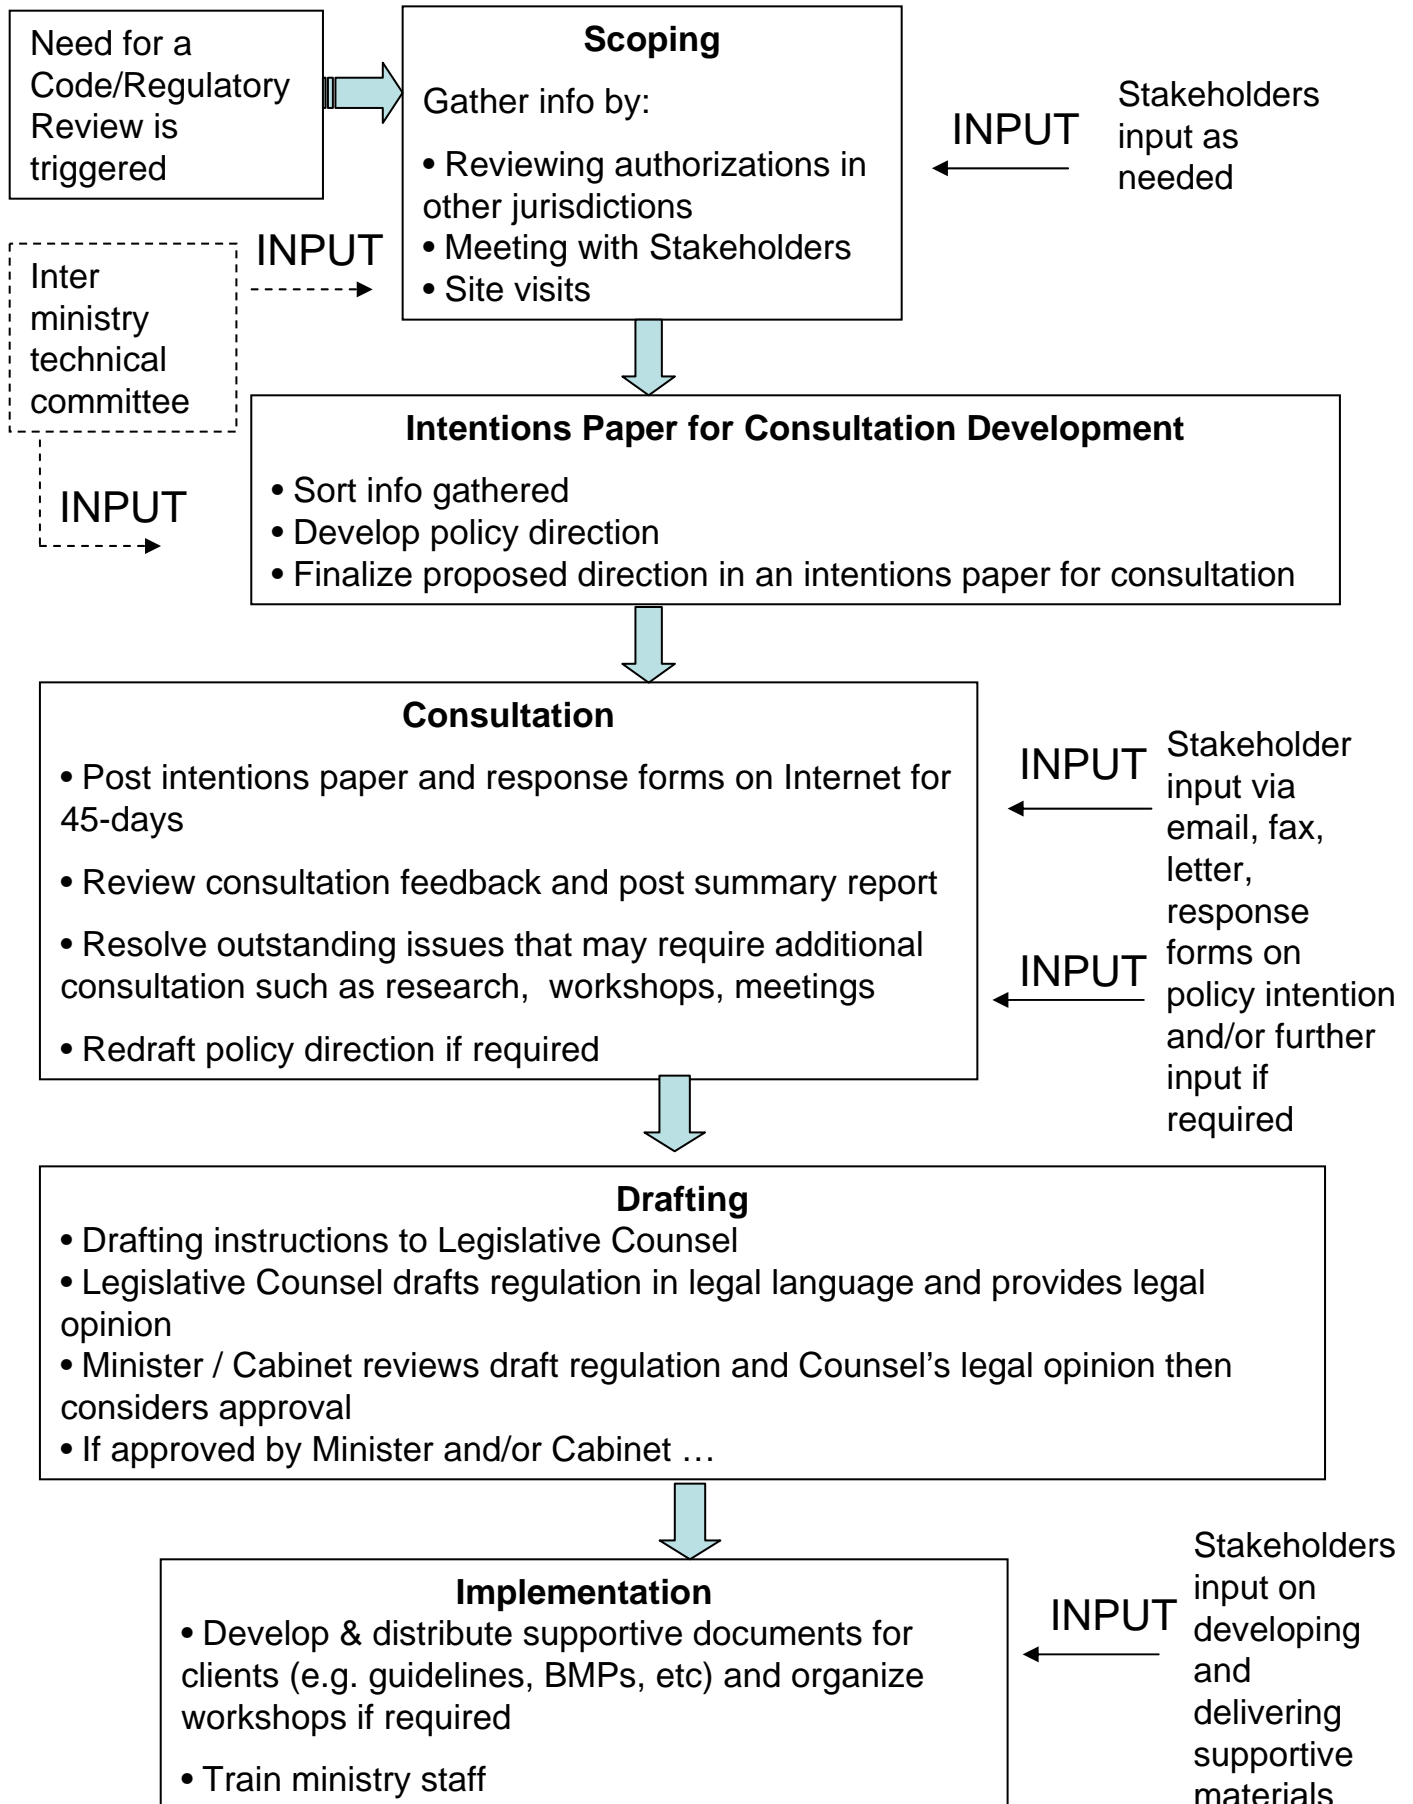 Need for a
Code/Regulatory
Review is
triggered
Scoping
Gather info by:
• Reviewing authorizations in
other jurisdictions
• Meeting with Stakeholders
• Site visits
INPUT
Stakeholders
input as
needed
Inter
ministry
technical
committee
INPUT
INPUT
Intentions Paper for Consultation Development
• Sort info gathered
• Develop policy direction
• Finalize proposed direction in an intentions paper for consultation
Consultation
• Post intentions paper and response forms on Internet for
45-days
• Review consultation feedback and post summary report
• Resolve outstanding issues that may require additional
consultation such as research,  workshops, meetings
• Redraft policy direction if required
INPUT
INPUT
Stakeholder
input via
email, fax,
letter,
response
forms on
policy intention
and/or further
input if
required
Drafting
• Drafting instructions to Legislative Counsel
• Legislative Counsel drafts regulation in legal language and provides legal
opinion
• Minister / Cabinet reviews draft regulation and Counsel’s legal opinion then
considers approval
• If approved by Minister and/or Cabinet …
Implementation
• Develop & distribute supportive documents for
clients (e.g. guidelines, BMPs, etc) and organize
workshops if required
• Train ministry staff
INPUT
Stakeholders
input on
developing
and
delivering
supportive
materials